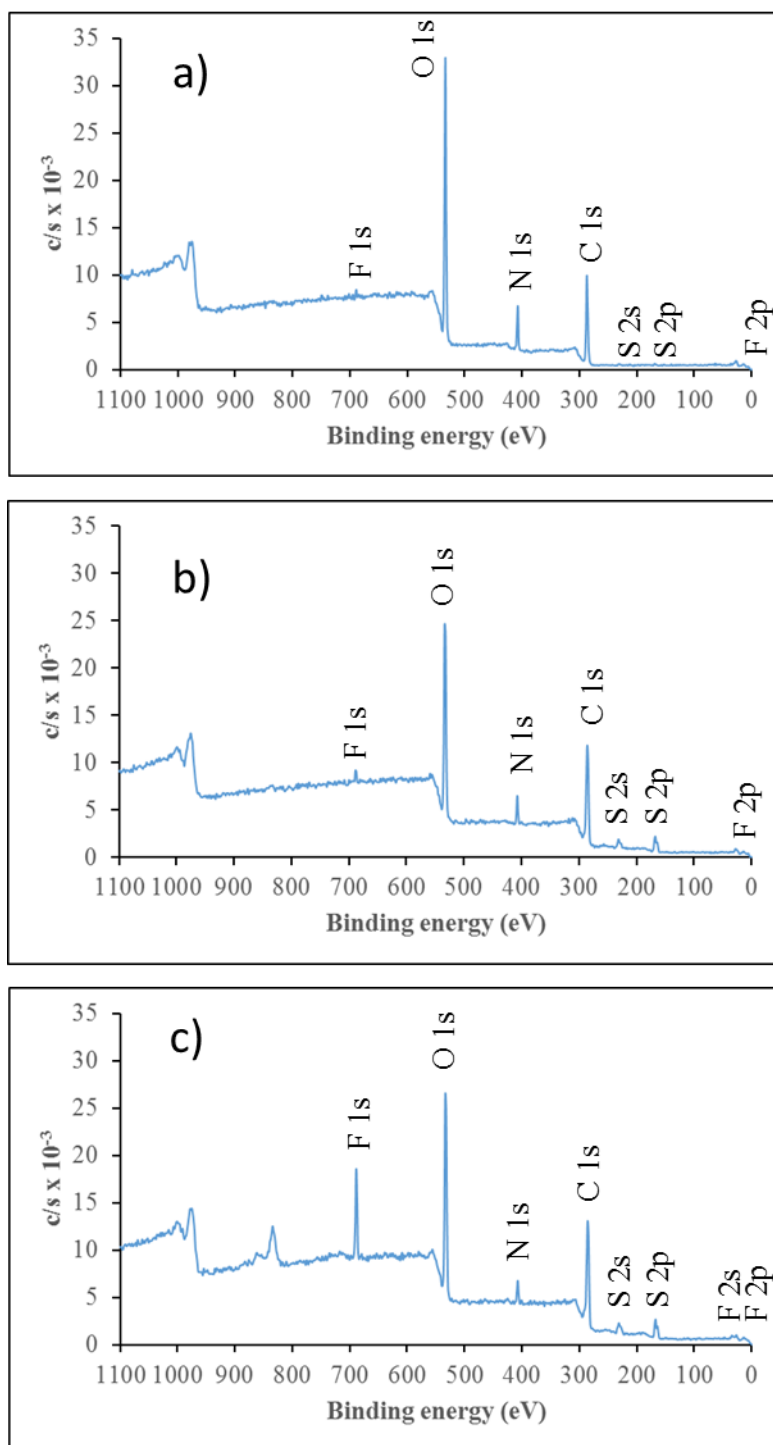 a)
O 1s
F 1s
N 1s
C 1s
S 2s
S 2p
F 2p
35
30
25
20
15
10
5
0
c/s x 10-3
1100 1000 900 800 700 600 500 400 300 200 100 0
Binding energy (eV)
b)
O 1s
F 1s
N 1s
C 1s
S 2s
S 2p
F 2p
35
30
25
20
15
10
5
0
c/s x 10-3
1100 1000 900 800 700 600 500 400 300 200 100 0
Binding energy (eV)
c)
F 1s
O 1s
N 1s
C 1s
S 2s
S 2p
F 2s
F 2p
35
30
25
20
15
10
5
0
c/s x 10-3
1100 1000 900 800 700 600 500 400 300 200 100 0
Binding energy (eV)